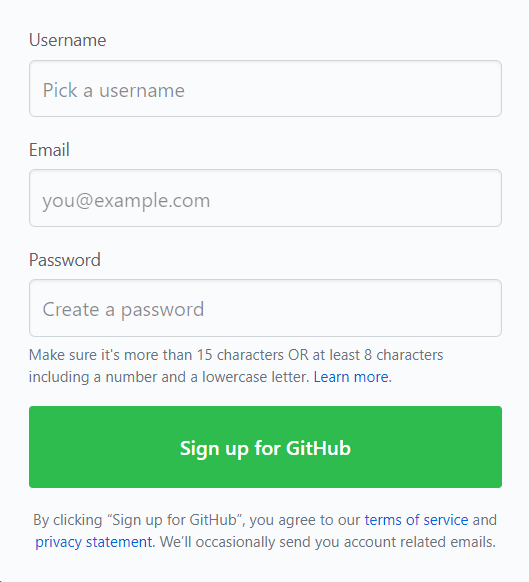 Username
Pick a username
Email
you@example.com
Password
Create a password
Make sure it's more than 15 characters OR at least 8 characters
including a number and a lowercase letter. Learn more.
Sign up for GitHub
By clicking “Sign up for GitHub”, you agree to our terms of service and
privacy statement. We’ll occasionally send you account related emails.